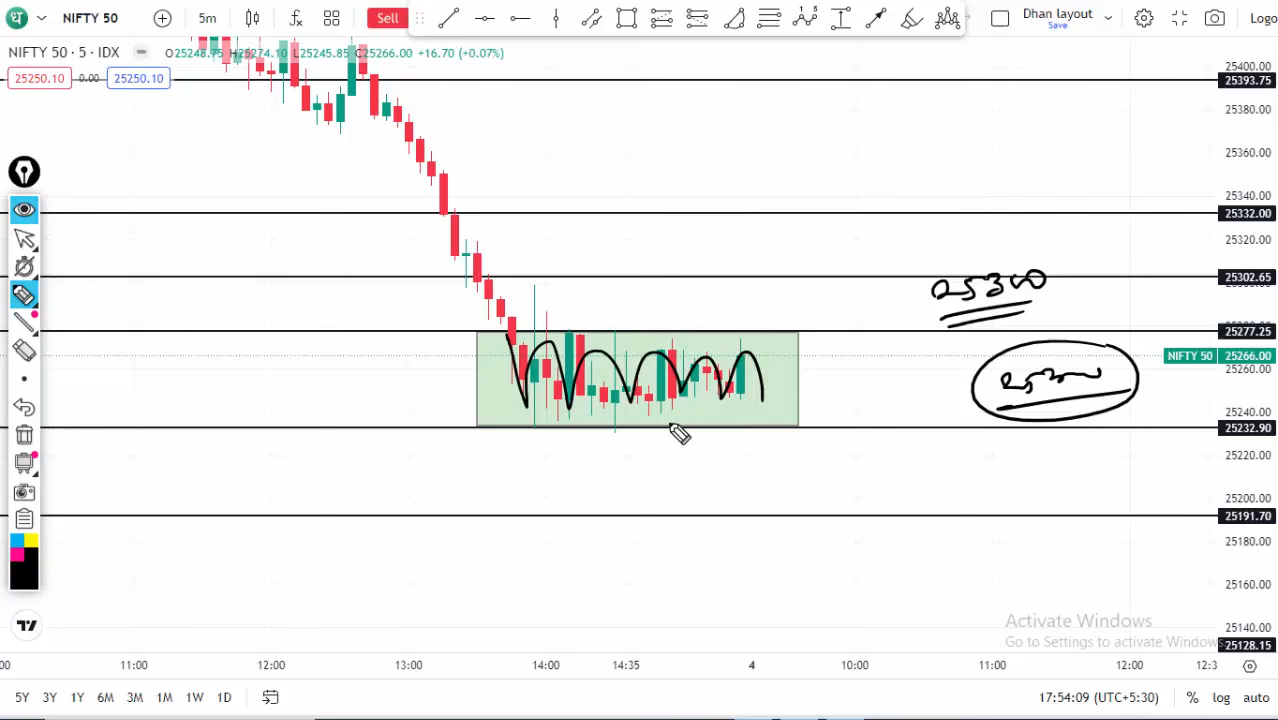 धा NIFTY 50 5m Sell Dhan layout Logo
Save
NIFTY 50 · 5 · IDX O25248.75 H25274.10 L25245.85 C25266.00 +16.70 (+0.07%)
25250.10 0.00 25250.10
25400.00
25393.75
25380.00
25360.00
25340.00
25332.00
25320.00
25302.65
25300
25277.25
NIFTY 50 25266.00
25260.00
25240.00
25232.90
25220.00
25200.00
25191.70
25180.00
25160.00
Activate Windows
25140.00
Go to Settings to activate Windows.
25128.15
11:00 12:00 13:00 14:00 14:35 4 10:00 11:00 12:00 12:3
5Y 3Y 1Y 6M 3M 1M 1W 1D 17:54:09 (UTC+5:30) % log auto